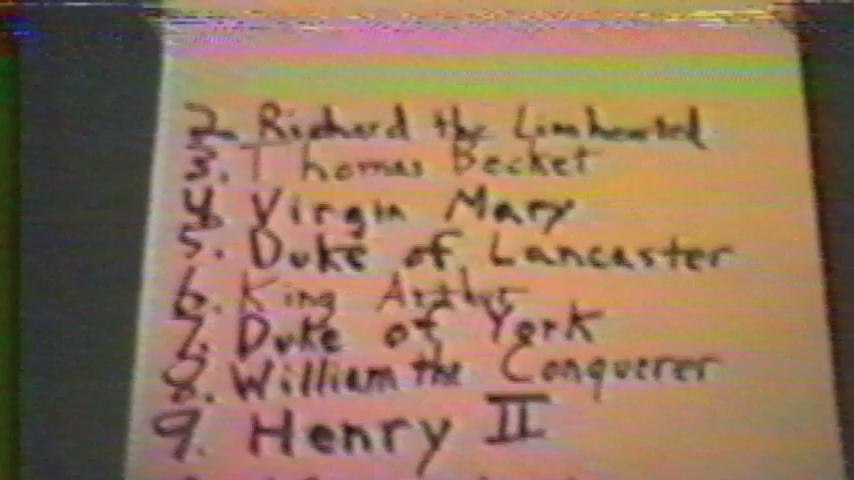 2. Richard the Lionhearted
3. Thomas Becket
4. Virgin Mary
5. Duke of Lancaster
6. King Arthur
7. Duke of York
8. William the Conquerer
9. Henry II